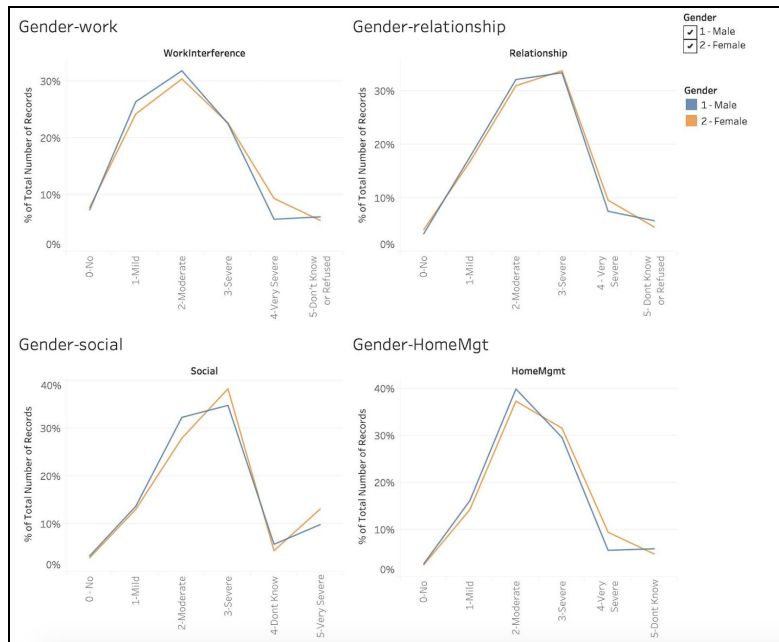 Gender-work
WorkInterference
% of Total Number of Records
30%
20%
10%
0%
0-No
1-Mild
2-Moderate
3-Severe
4-Very Severe
5-Don't Know
or Refused
Gender-relationship
Relationship
% of Total Number of Records
30%
20%
10%
0%
0-No
1-Mild
2-Moderate
3-Severe
4 - Very
Severe
5- Dont Know
or Refused
Gender
1 - Male
2 - Female
Gender
1 - Male
2 - Female
Gender-social
Social
% of Total Number of Records
40%
30%
20%
10%
0%
0 - No
1-Mild
2-Moderate
3-Severe
4-Dont Know
5-Very Severe
Gender-HomeMgt
HomeMgmt
% of Total Number of Records
40%
30%
20%
10%
0%
0-No
1-Mild
2-Moderate
3-Severe
4-Very
Severe
5-Dont Know